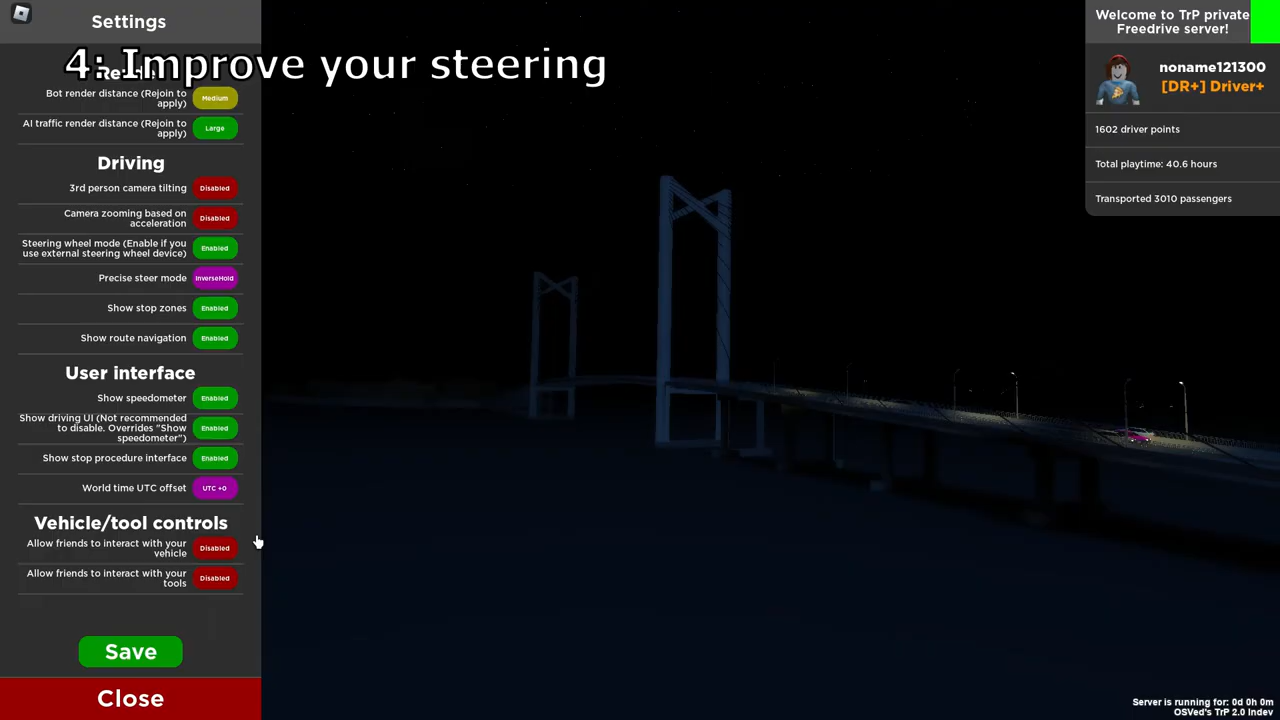 Settings
4: Improve your steering
Bot render distance (Rejoin to
apply)
Medium
AI traffic render distance (Rejoin to
apply)
Large
Driving
3rd person camera tilting
Disabled
Camera zooming based on
acceleration
Disabled
Steering wheel mode (Enable if you
use external steering wheel device)
Enabled
Precise steer mode
InverseHold
Show stop zones
Enabled
Show route navigation
Enabled
User interface
Show speedometer
Enabled
Show driving UI (Not recommended
to disable. Overrides "Show
speedometer")
Enabled
Show stop procedure interface
Enabled
World time UTC offset
UTC +0
Vehicle/tool controls
Allow friends to interact with your
vehicle
Disabled
Allow friends to interact with your
tools
Disabled
Save
Close
Welcome to TrP private
Freedrive server!
noname121300
[DR+] Driver+
1602 driver points
Total playtime: 40.6 hours
Transported 3010 passengers
Server is running for: 0d 0h 0m
OSVed's TrP 2.0 Indev